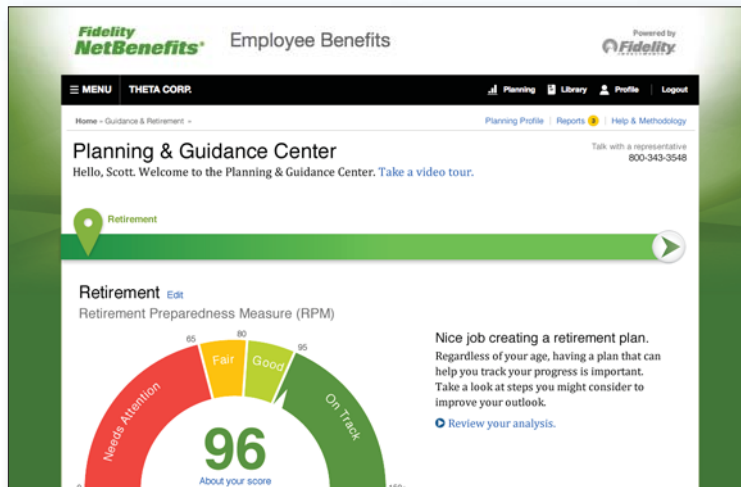 Fidelity
NetBenefits®
Employee Benefits
Powered by
Fidelity
INVESTMENTS
MENU
THETA CORP.
Planning
Library
Profile
Logout
Home » Guidance & Retirement »
Planning Profile | Reports 3 | Help & Methodology
Planning & Guidance Center
Talk with a representative
800-343-3548
Hello, Scott. Welcome to the Planning & Guidance Center. Take a video tour.
Retirement
Retirement Edit
Retirement Preparedness Measure (RPM)
65
80
95
Needs Attention
Fair
Good
On Track
96
About your score
Nice job creating a retirement plan.
Regardless of your age, having a plan that can
help you track your progress is important.
Take a look at steps you might consider to
improve your outlook.
Review your analysis.